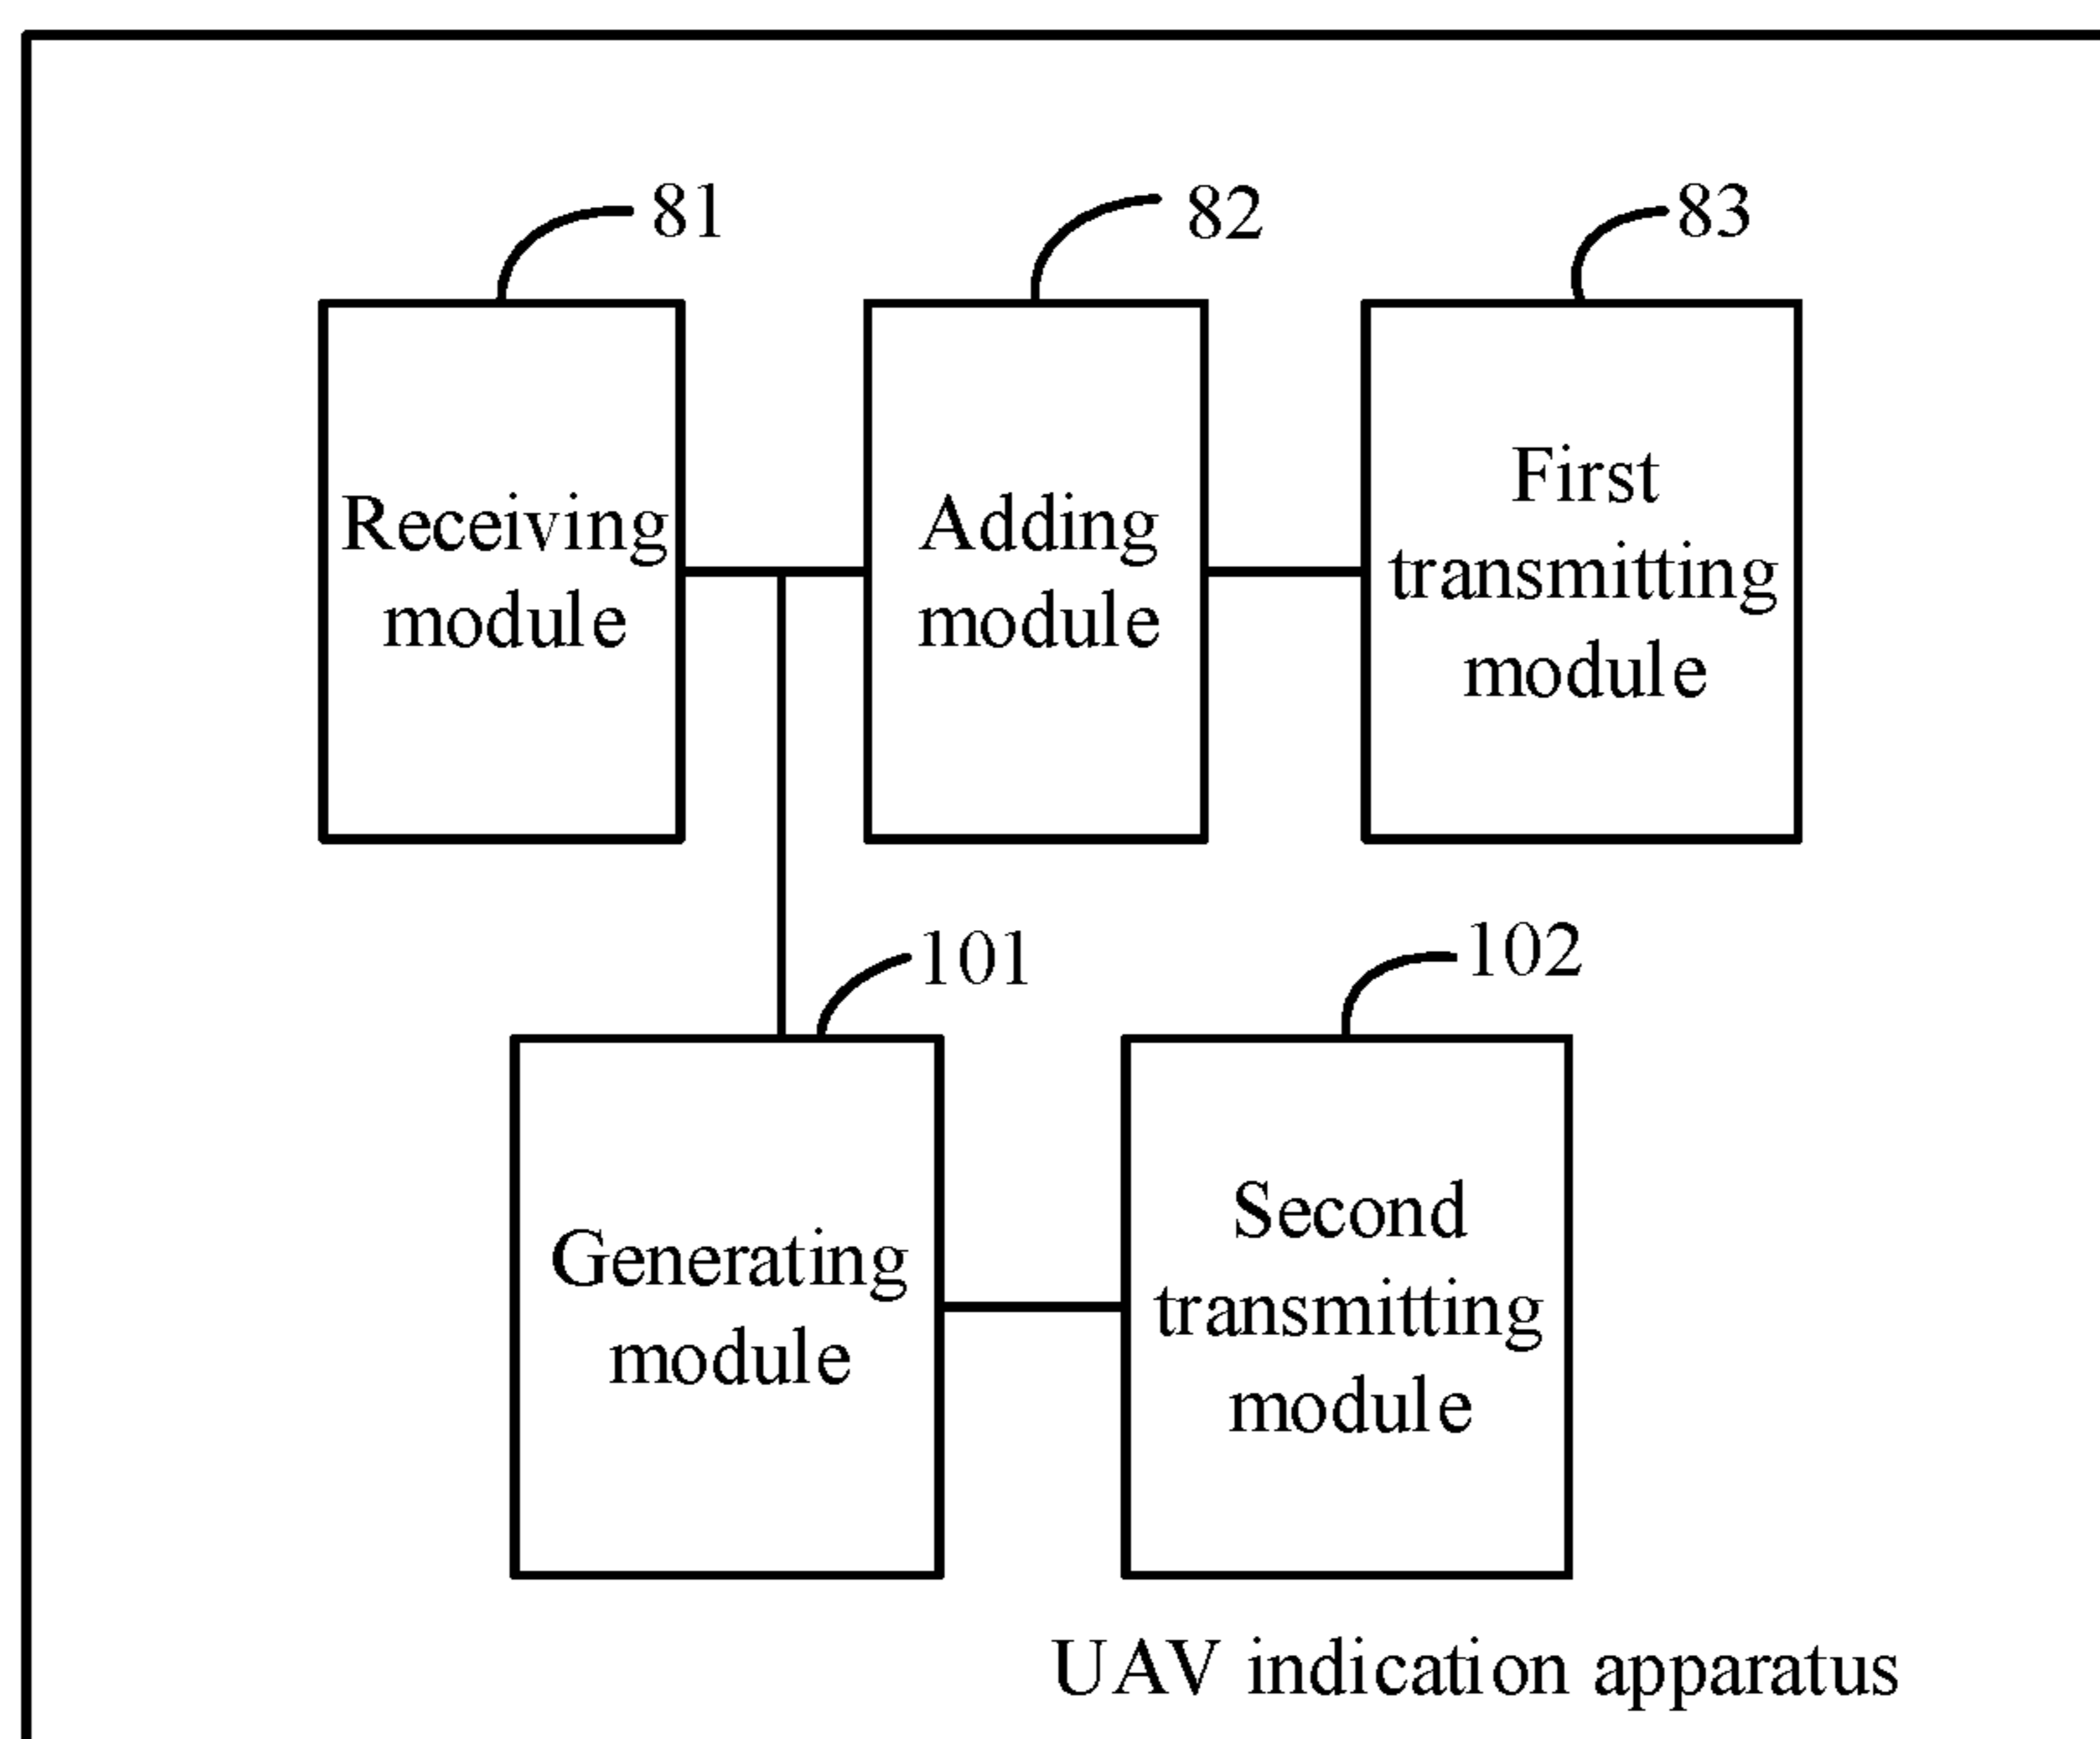 81
82
83
Receiving
module
Adding
module
First
transmitting
module
101
102
Generating
module
Second
transmitting
module
UAV indication apparatus